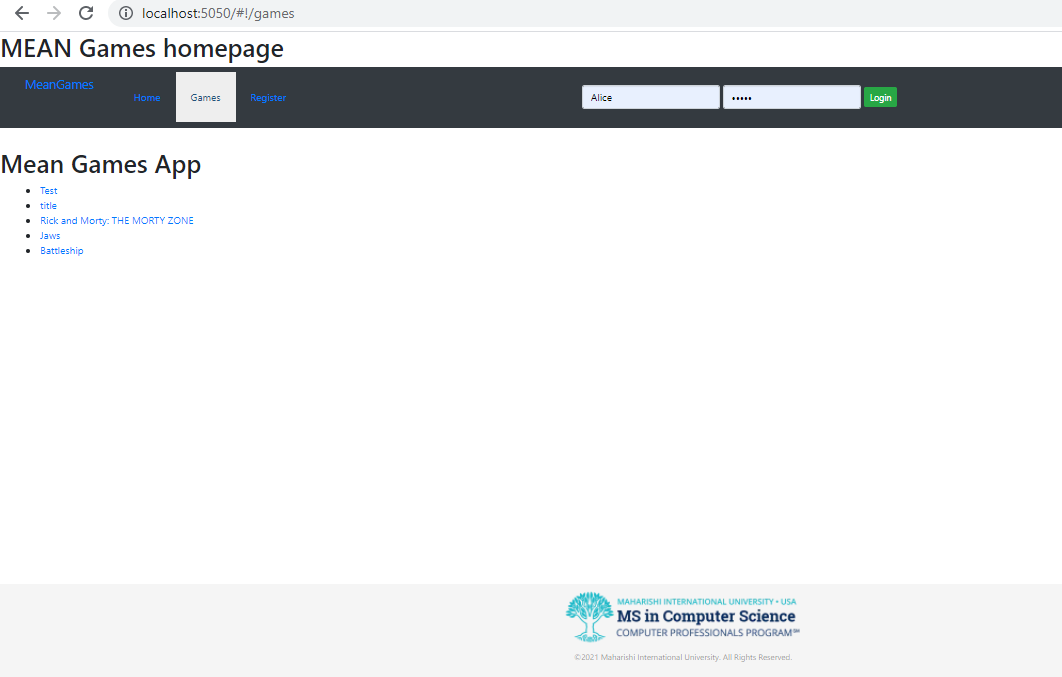 localhost:5050/#!/games
MEAN Games homepage
MeanGames
Home Games Register Alice ••••• Login
Mean Games App
Test
title
Rick and Morty: THE MORTY ZONE
Jaws
Battleship
MAHARISHI INTERNATIONAL UNIVERSITY • USA
MS in Computer Science
COMPUTER PROFESSIONALS PROGRAM℠
©2021 Maharishi International University. All Rights Reserved.